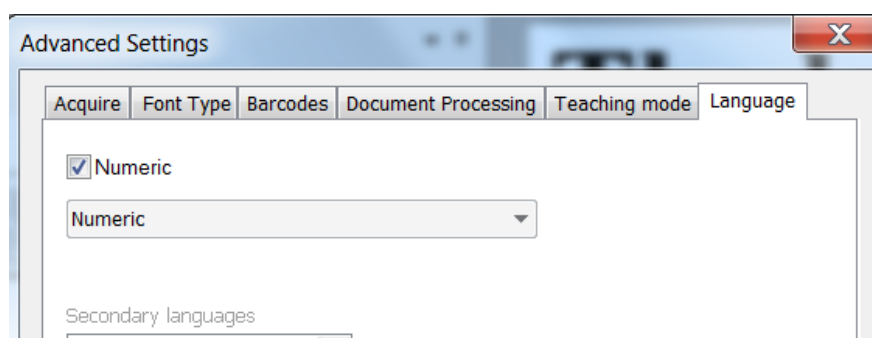 Advanced Settings
Acquire Font Type Barcodes Document Processing Teaching mode Language
Numeric
Numeric
Secondary languages